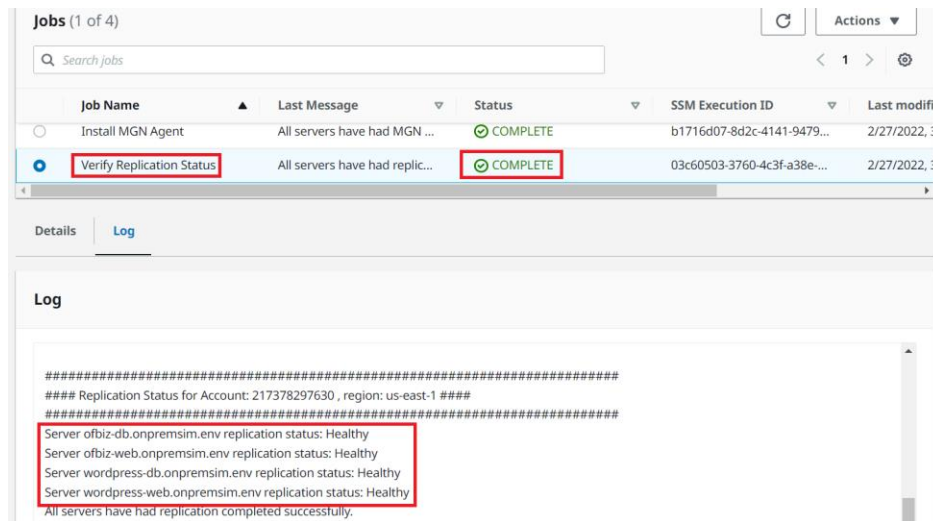 Jobs (1 of 4)
Actions
Search jobs
1
Job Name Last Message Status SSM Execution ID Last modifi
Install MGN Agent All servers have had MGN ... COMPLETE b1716d07-8d2c-4141-9479... 2/27/2022, 3
Verify Replication Status All servers have had replic... COMPLETE 03c60503-3760-4c3f-a38e-... 2/27/2022, 3
Details Log
Log
##########################################################################
#### Replication Status for Account: 217378297630 , region: us-east-1 ####
##########################################################################
Server ofbiz-db.onpremsim.env replication status: Healthy
Server ofbiz-web.onpremsim.env replication status: Healthy
Server wordpress-db.onpremsim.env replication status: Healthy
Server wordpress-web.onpremsim.env replication status: Healthy
All servers have had replication completed successfully.